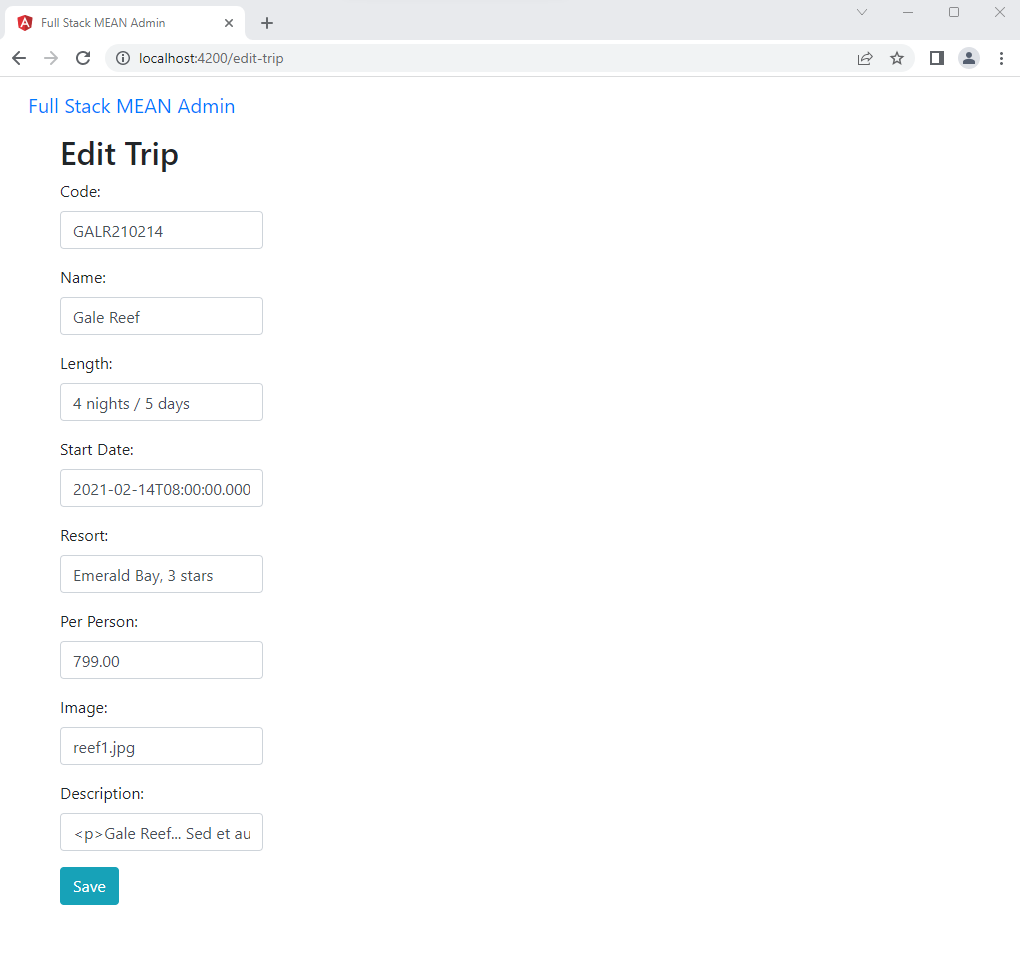 Full Stack MEAN Admin
localhost:4200/edit-trip
Full Stack MEAN Admin
Edit Trip
Code:
GALR210214
Name:
Gale Reef
Length:
4 nights / 5 days
Start Date:
2021-02-14T08:00:00.000
Resort:
Emerald Bay, 3 stars
Per Person:
799.00
Image:
reef1.jpg
Description:
<p>Gale Reef... Sed et au
Save